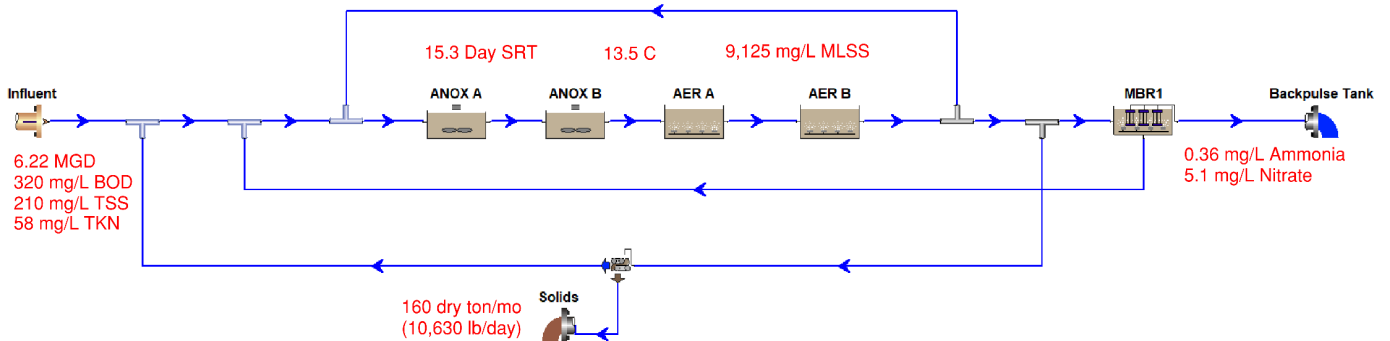 15.3 Day SRT
13.5 C
9,125 mg/L MLSS
Influent
ANOX A
ANOX B
AER A
AER B
MBR1
Backpulse Tank
6.22 MGD
320 mg/L BOD
210 mg/L TSS
58 mg/L TKN
0.36 mg/L Ammonia
5.1 mg/L Nitrate
160 dry ton/mo
(10,630 lb/day)
Solids